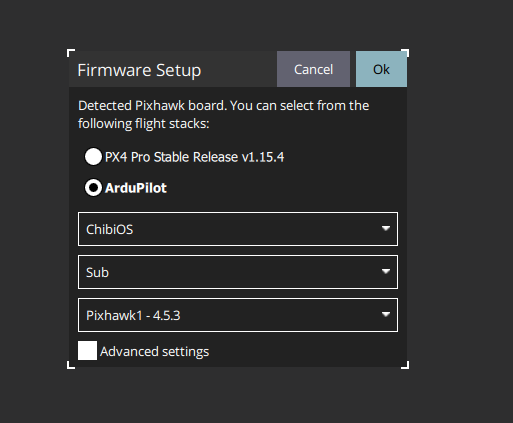 Firmware Setup
Cancel
Ok
Detected Pixhawk board. You can select from the
following flight stacks:
PX4 Pro Stable Release v1.15.4
ArduPilot
ChibiOS
Sub
Pixhawk1 - 4.5.3
Advanced settings